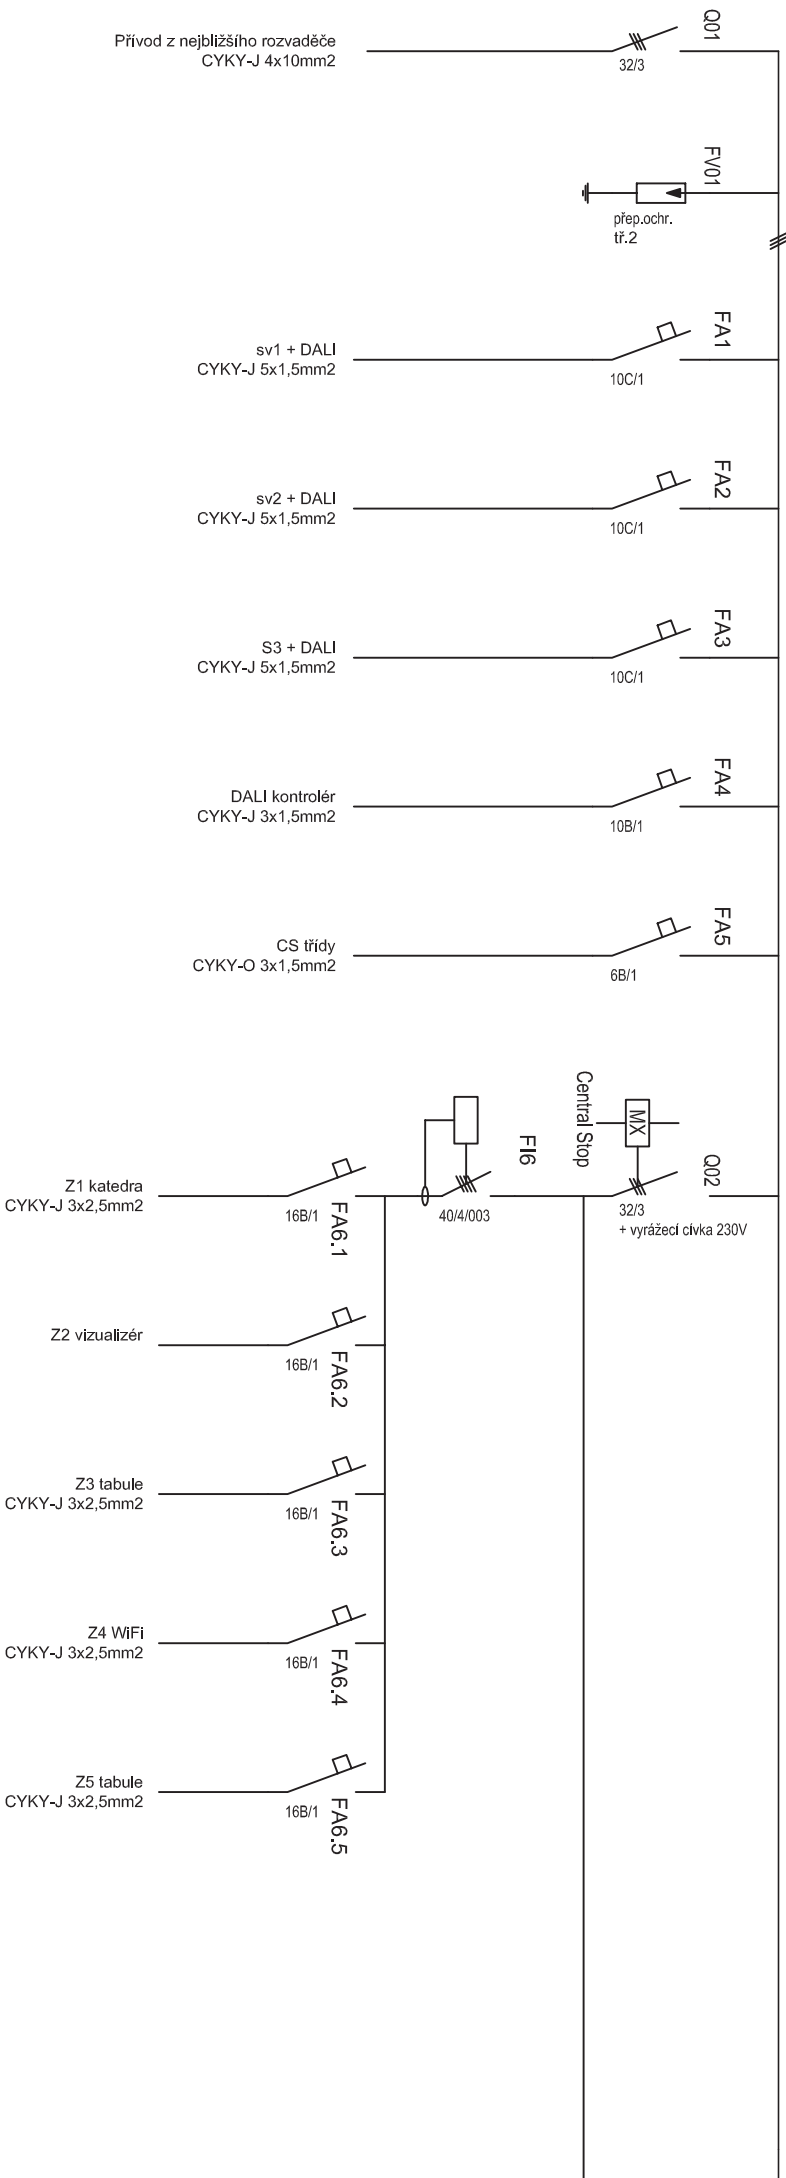 Přívod z nejbližšího rozvaděče
CYKY-J 4x10mm2
Q01
32/3
FV01
přep.ochr.
tř.2
sv1 + DALI
CYKY-J 5x1,5mm2
FA1
10C/1
sv2 + DALI
CYKY-J 5x1,5mm2
FA2
10C/1
S3 + DALI
CYKY-J 5x1,5mm2
FA3
10C/1
DALI kontrolér
CYKY-J 3x1,5mm2
FA4
10B/1
CS třídy
CYKY-O 3x1,5mm2
FA5
6B/1
Z1 katedra
CYKY-J 3x2,5mm2
16B/1
FA6.1
FI6
40/4/003
Central Stop
MX
Q02
32/3
+ vyrážecí cívka 230V
Z2 vizualizér
16B/1
FA6.2
Z3 tabule
CYKY-J 3x2,5mm2
16B/1
FA6.3
Z4 WiFi
CYKY-J 3x2,5mm2
16B/1
FA6.4
Z5 tabule
CYKY-J 3x2,5mm2
16B/1
FA6.5